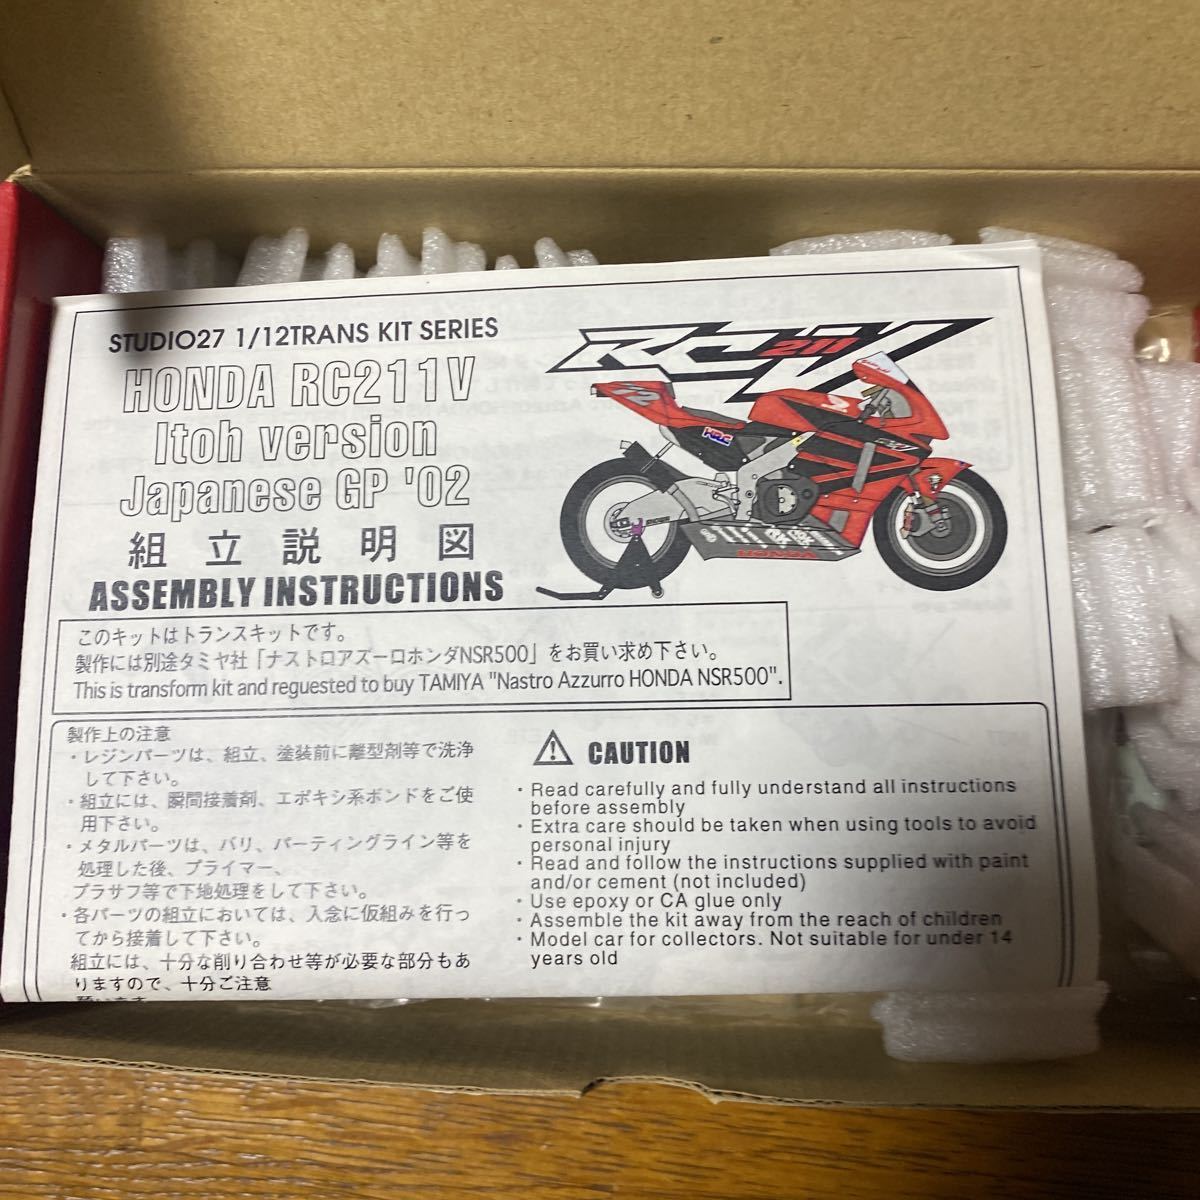 STUDIO27 1/12TRANS KIT SERIES
HONDA RC211V
Itoh version
Japanese GP '02
組立説明図
ASSEMBLY INSTRUCTIONS
RCV
211
72
HRC
HONDA
このキットはトランスキットです。
製作には別途タミヤ社「ナストロアズーロホンダNSR500」をお買い求め下さい。
This is transform kit and reguested to buy TAMIYA "Nastro Azzurro HONDA NSR500".
製作上の注意
・レジンパーツは、組立、塗装前に離型剤等で洗浄
して下さい。
・組立には、瞬間接着剤、エポキシ系ボンドをご使
用下さい。
・メタルパーツは、バリ、パーティングライン等を
処理した後、プライマー、
プラサフ等で下地処理をして下さい。
・各パーツの組立においては、入念に仮組みを行っ
てから接着して下さい。
組立には、十分な削り合わせ等が必要な部分もあ
りますので、十分ご注意
願います。
CAUTION
・Read carefully and fully understand all instructions
before assembly
・Extra care should be taken when using tools to avoid
personal injury
・Read and follow the instructions supplied with paint
and/or cement (not included)
・Use epoxy or CA glue only
・Assemble the kit away from the reach of children
・Model car for collectors. Not suitable for under 14
years old